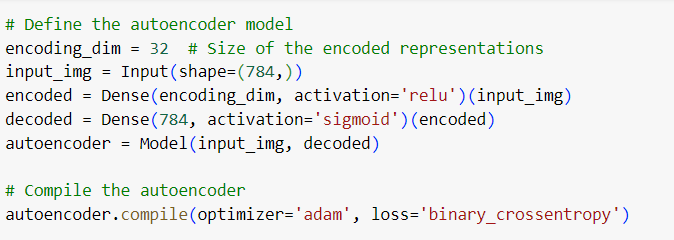 # Define the autoencoder model
encoding_dim = 32  # Size of the encoded representations
input_img = Input(shape=(784,))
encoded = Dense(encoding_dim, activation='relu')(input_img)
decoded = Dense(784, activation='sigmoid')(encoded)
autoencoder = Model(input_img, decoded)

# Compile the autoencoder
autoencoder.compile(optimizer='adam', loss='binary_crossentropy')